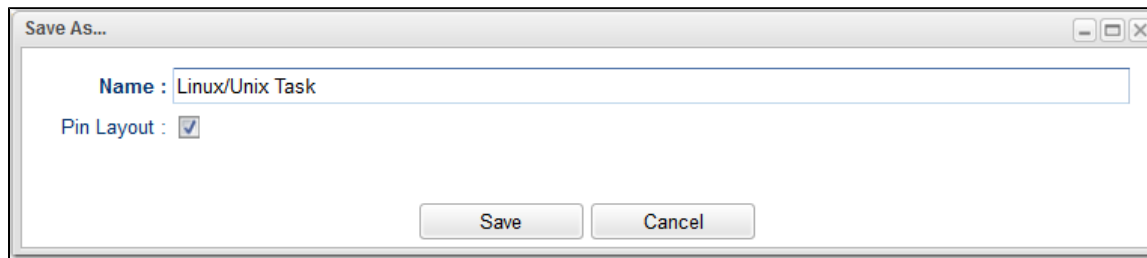 Save As...
Name : Linux/Unix Task
Pin Layout :
Save Cancel